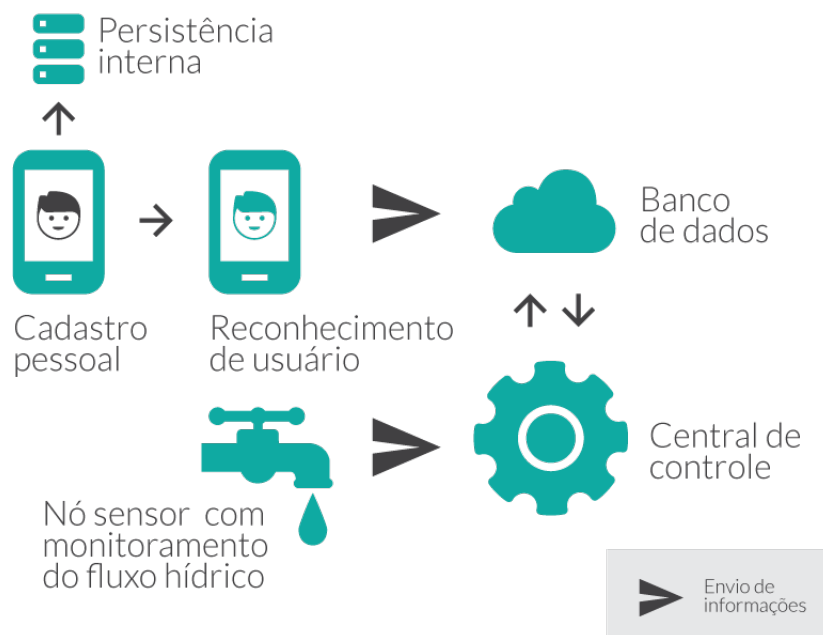 Persistência
interna
Banco
de dados
Cadastro
pessoal
Reconhecimento
de usuário
Central de
controle
Nó sensor com
monitoramento
do fluxo hídrico
Envio de
informações